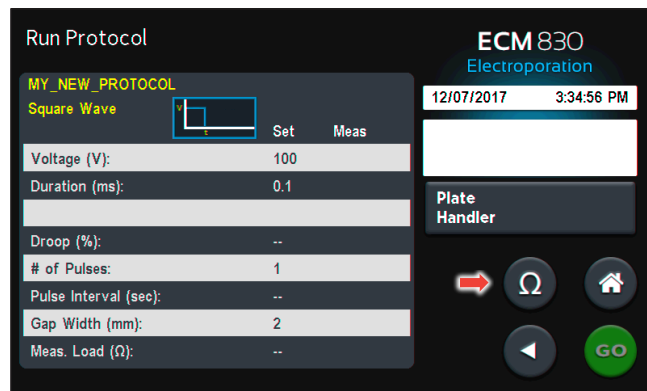 Run Protocol
MY_NEW_PROTOCOL
Square Wave
V
t
Set Meas
Voltage (V): 100
Duration (ms): 0.1
Droop (%): --
# of Pulses: 1
Pulse Interval (sec): --
Gap Width (mm): 2
Meas. Load (Ω): --
ECM 830
Electroporation
12/07/2017 3:34:56 PM
Plate
Handler
Ω
GO